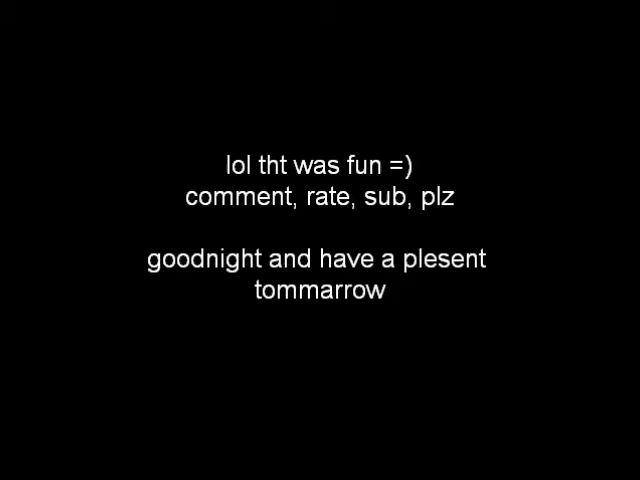 lol tht was fun =)
comment, rate, sub, plz
goodnight and have a plesent
tommarrow